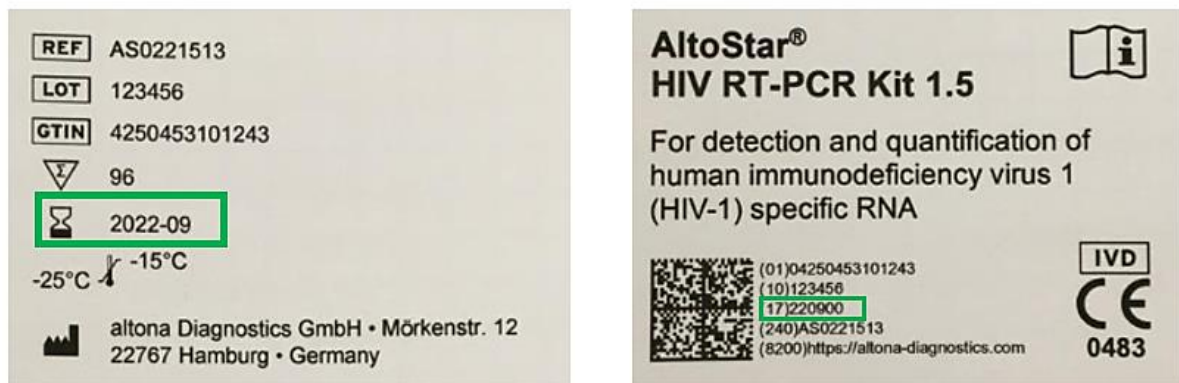 REF AS0221513
LOT 123456
GTIN 4250453101243
Σ 96
2022-09
-25°C -15°C
altona Diagnostics GmbH • Mörkenstr. 12
22767 Hamburg • Germany
AltoStar®
HIV RT-PCR Kit 1.5
i
For detection and quantification of
human immunodeficiency virus 1
(HIV-1) specific RNA
(01)04250453101243
(10)123456
17)220900
(240)AS0221513
(8200)https://altona-diagnostics.com
IVD
CE
0483